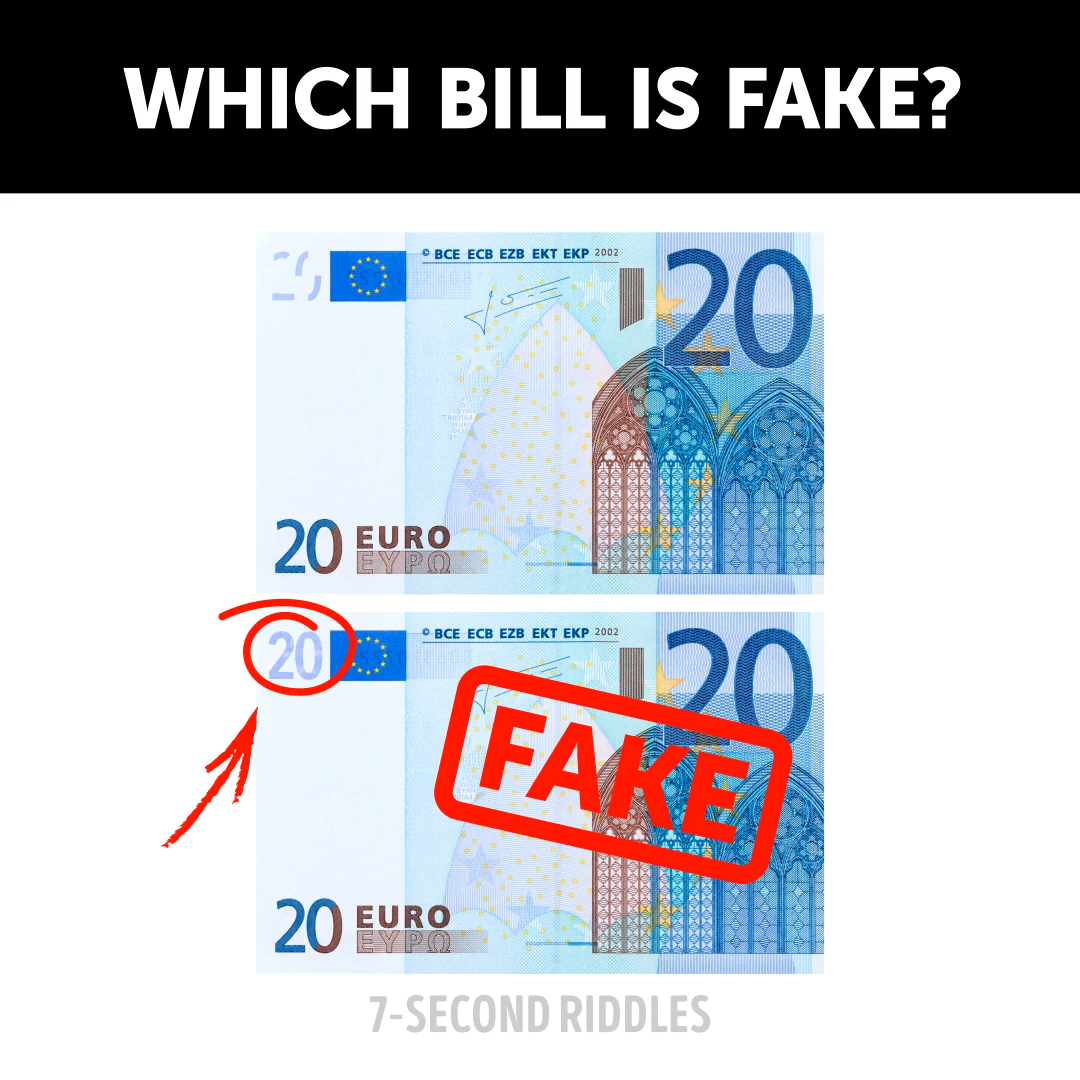 WHICH BILL IS FAKE?
20
© BCE ECB EZB EKT EKP 2002
20
20 EURO
ΕΥΡΩ
20
© BCE ECB EZB EKT EKP 2002
20
FAKE
20 EURO
ΕΥΡΩ
7-SECOND RIDDLES